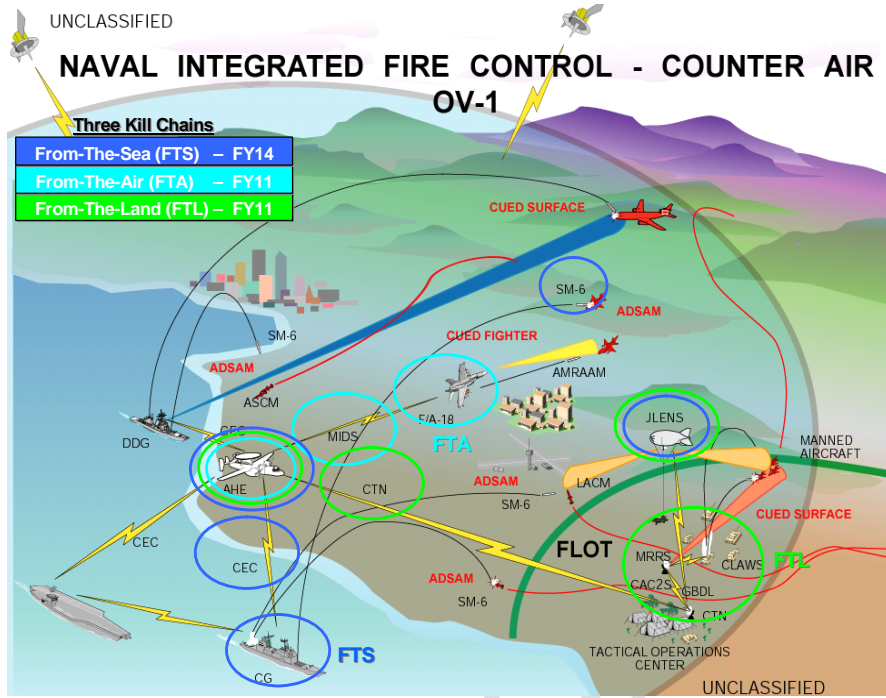 UNCLASSIFIED
NAVAL INTEGRATED FIRE CONTROL - COUNTER AIR
OV-1
Three Kill Chains
From-The-Sea (FTS) – FY14
From-The-Air (FTA) – FY11
From-The-Land (FTL) – FY11
CUED SURFACE
SM-6
ADSAM
SM-6
CUED FIGHTER
ADSAM
AMRAAM
ASCM
F/A-18
JLENS
DDG
CEC
MIDS
FTA
MANNED
AIRCRAFT
ADSAM
AHE
CTN
SM-6
LACM
CUED SURFACE
CEC
FLOT
MRRS
CLAWS
FTL
CEC
ADSAM
CAC2S
GBDL
SM-6
CTN
TACTICAL OPERATIONS
CENTER
FTS
CG
UNCLASSIFIED